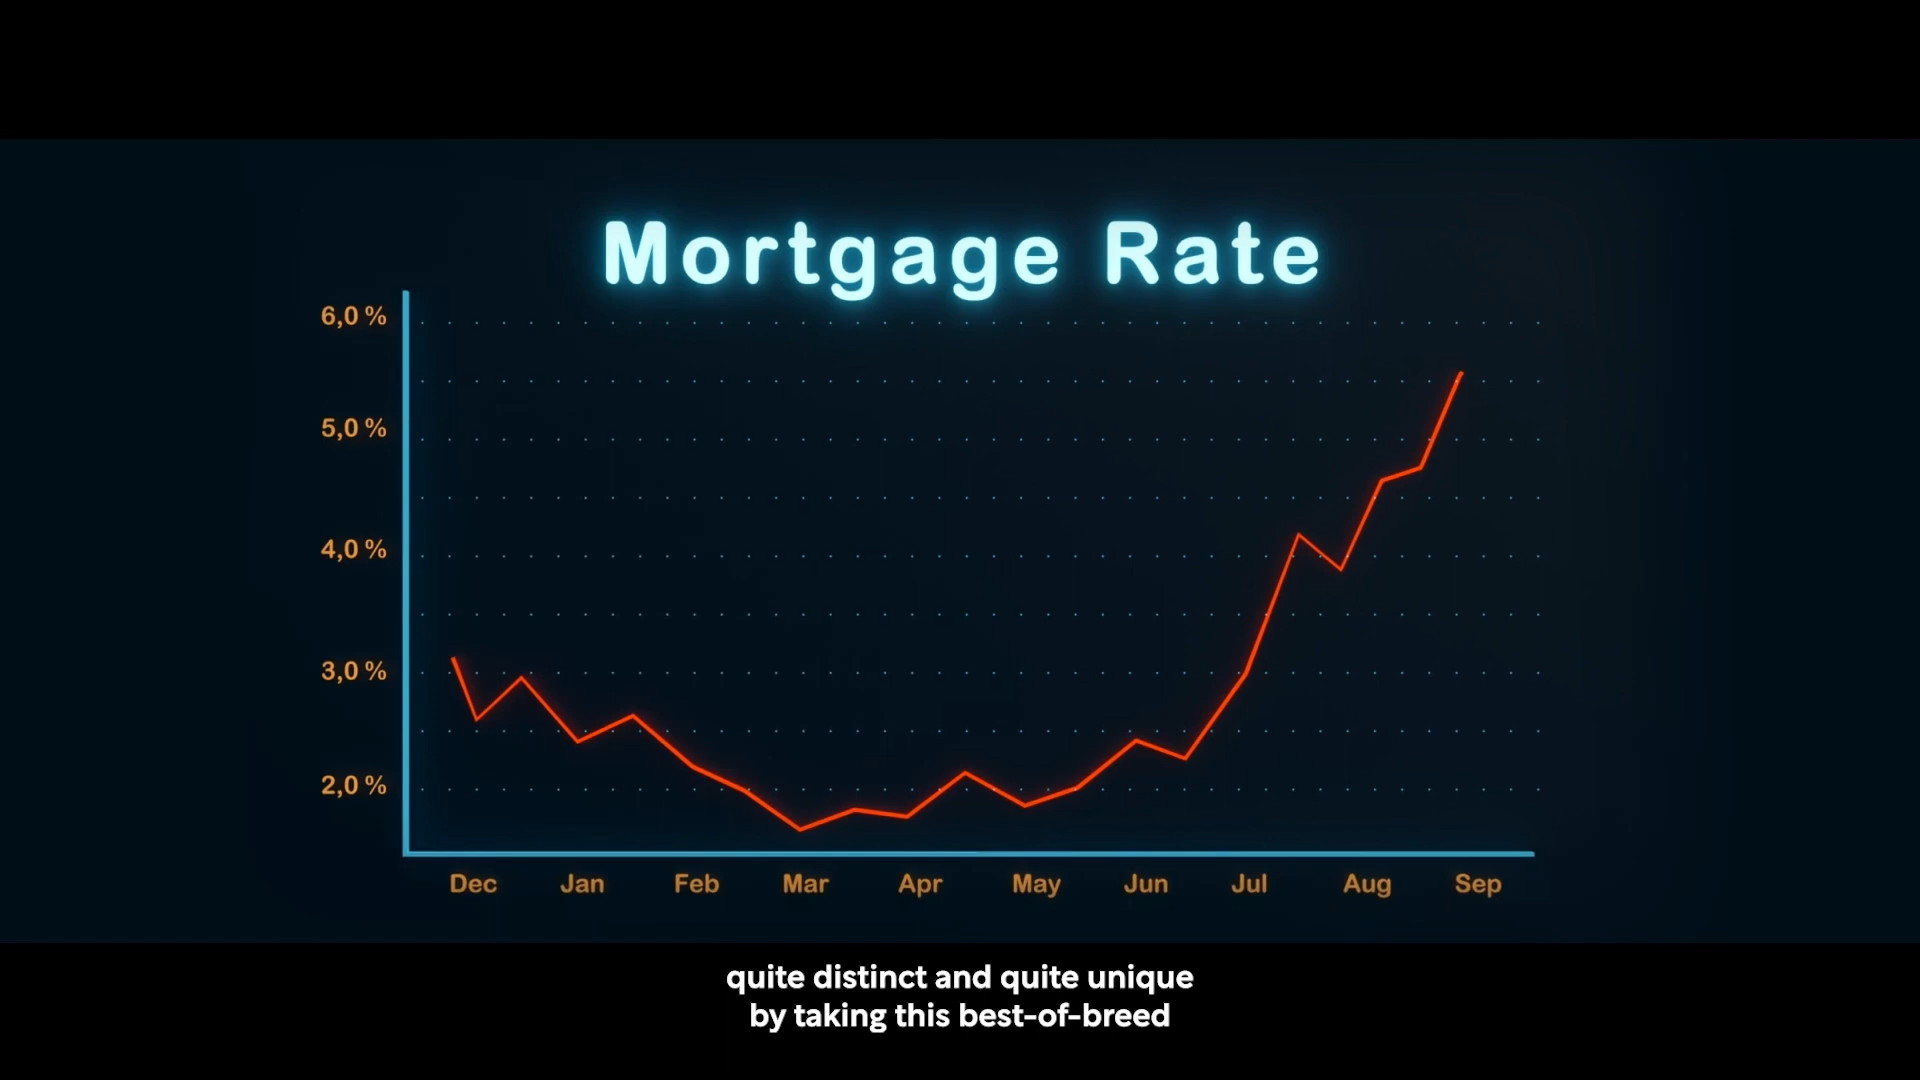 Mortgage Rate
6,0 %
5,0 %
4,0 %
3,0 %
2,0 %
Dec Jan Feb Mar Apr May Jun Jul Aug Sep
quite distinct and quite unique
by taking this best-of-breed